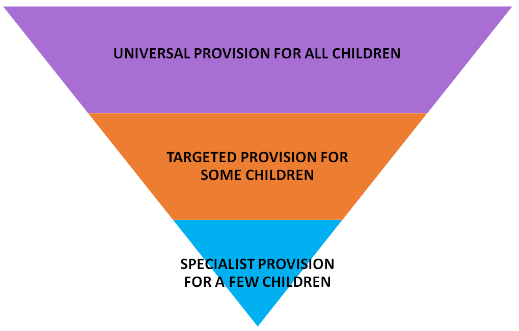 UNIVERSAL PROVISION FOR ALL CHILDREN
TARGETED PROVISION FOR
SOME CHILDREN
SPECIALIST PROVISION
FOR A FEW CHILDREN